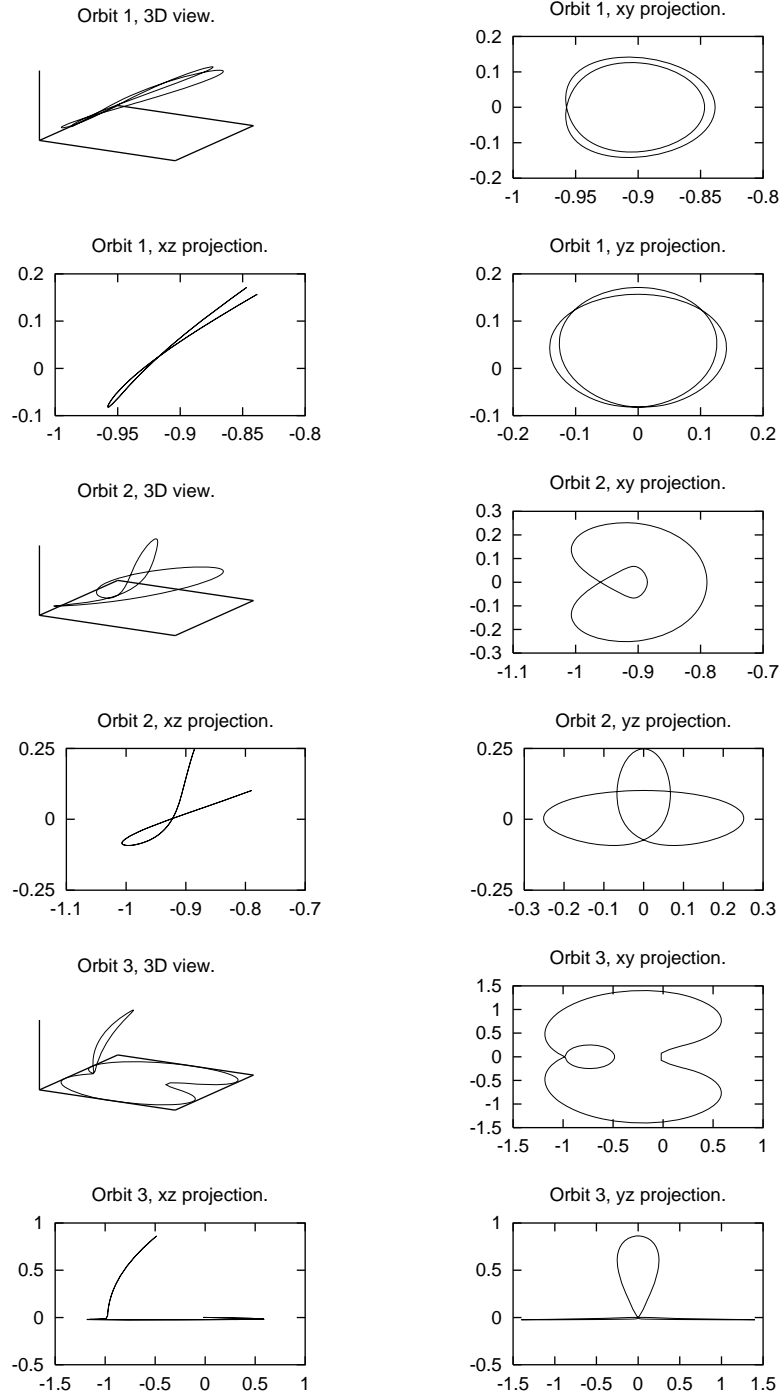 Orbit 1, 3D view.
Orbit 1, xy projection.
0.2
0.1
0
-0.1
0.2
-1 -0.95 -0.9 -0.85 -0.8
Orbit 1, xz projection.
0.2
0.1
0
-0.1
-1 -0.95 -0.9 -0.85 -0.8
Orbit 1, yz projection.
0.2
0.1
0
-0.1
-0.2 -0.1 0 0.1 0.2
Orbit 2, 3D view.
Orbit 2, xy projection.
0.3
0.2
0.1
0
-0.1
-0.2
-0.3
-1.1 -1 -0.9 -0.8 -0.7
Orbit 2, xz projection.
0.25
0
-0.25
-1.1 -1 -0.9 -0.8 -0.7
Orbit 2, yz projection.
0.25
0
-0.25
-0.3 -0.2 -0.1 0 0.1 0.2 0.3
Orbit 3, 3D view.
Orbit 3, xy projection.
1.5
1
0.5
0
-0.5
-1
-1.5
-1.5 -1 -0.5 0 0.5 1
Orbit 3, xz projection.
1
0.5
0
-0.5
-1.5 -1 -0.5 0 0.5 1
Orbit 3, yz projection.
1
0.5
0
-0.5
-1.5 -1 -0.5 0 0.5 1 1.5